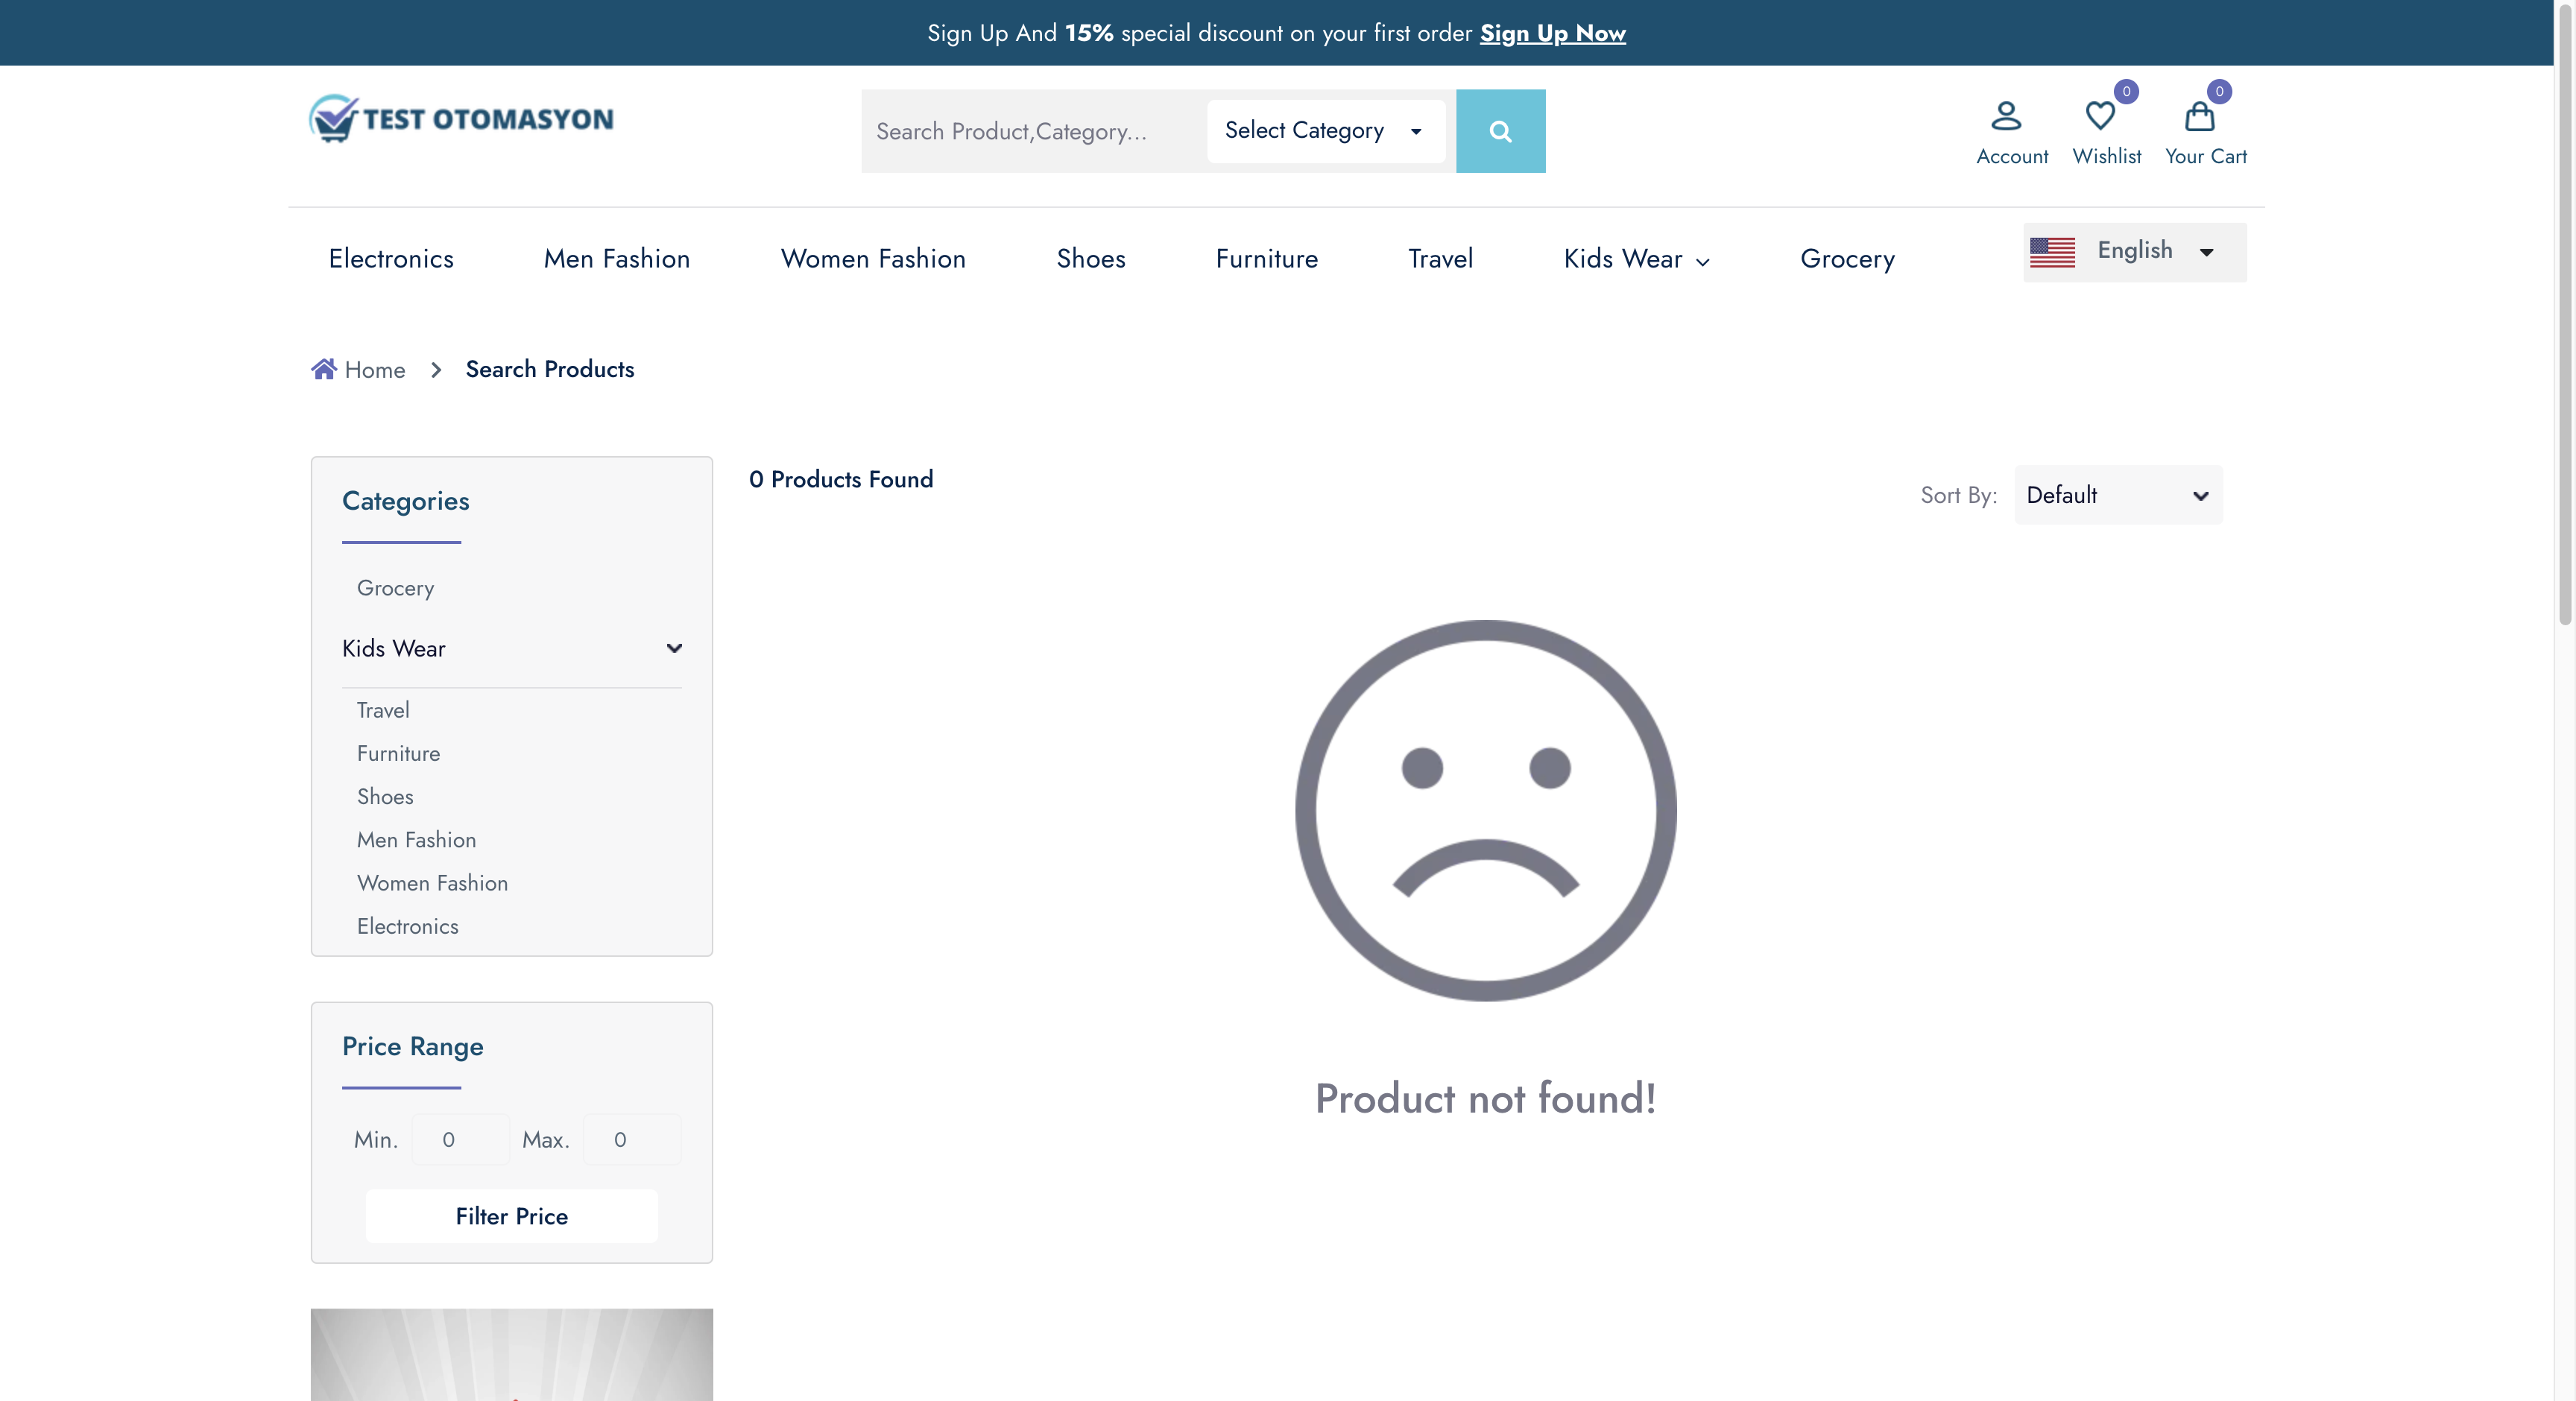 Sign Up And 15% special discount on your first order Sign Up Now
TEST OTOMASYON
Search Product,Category...
Select Category
0
0
Account
Wishlist
Your Cart
Electronics
Men Fashion
Women Fashion
Shoes
Furniture
Travel
Kids Wear
Grocery
English
Home
Search Products
Categories
Grocery
Kids Wear
Travel
Furniture
Shoes
Men Fashion
Women Fashion
Electronics
0 Products Found
Sort By:
Default
Product not found!
Price Range
Min.
0
Max.
0
Filter Price